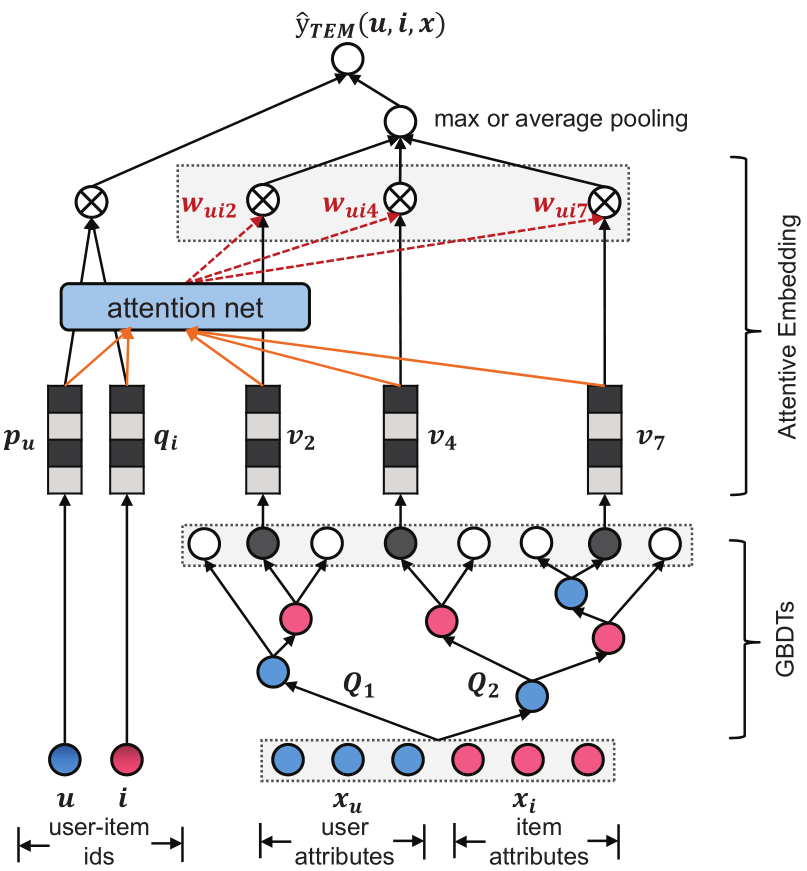 ŷ_TEM(u, i, x)
max or average pooling
w_ui2
w_ui4
w_ui7
attention net
p_u
q_i
v_2
v_4
v_7
Attentive Embedding
Q_1
Q_2
GBDTs
u
i
x_u
x_i
user-item
ids
user
attributes
item
attributes